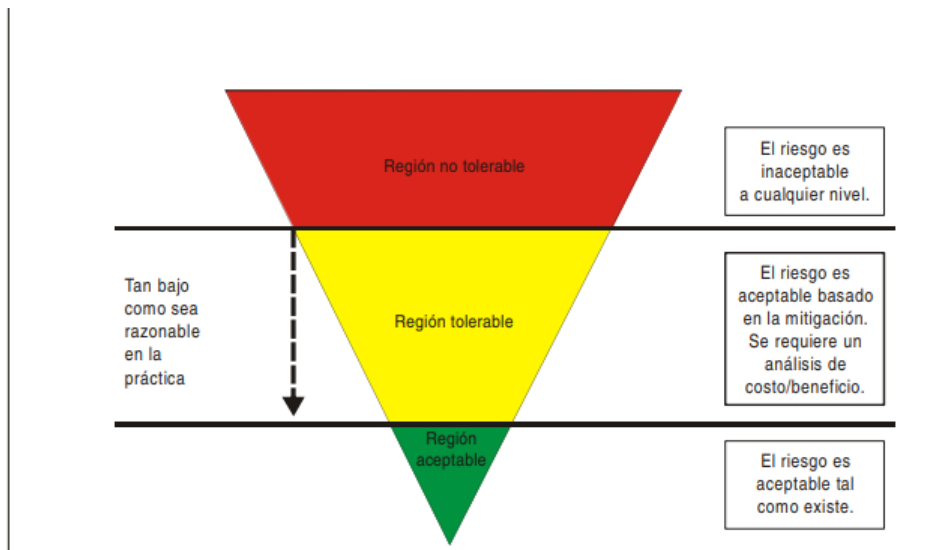 Región no tolerable
El riesgo es
inaceptable
a cualquier nivel.
Tan bajo
como sea
razonable
en la
práctica
Región tolerable
El riesgo es
aceptable basado
en la mitigación.
Se requiere un
análisis de
costo/beneficio.
Región
aceptable
El riesgo es
aceptable tal
como existe.